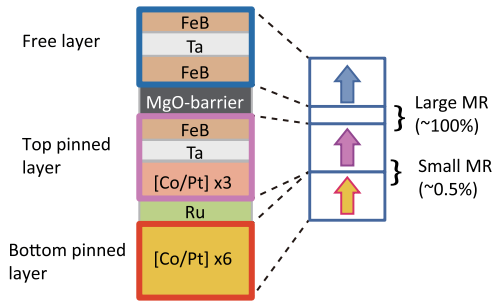 Free layer
FeB
Ta
FeB
MgO-barrier
Top pinned
layer
FeB
Ta
[Co/Pt] x3
Ru
Bottom pinned
layer
[Co/Pt] x6
Large MR
(~100%)
Small MR
(~0.5%)